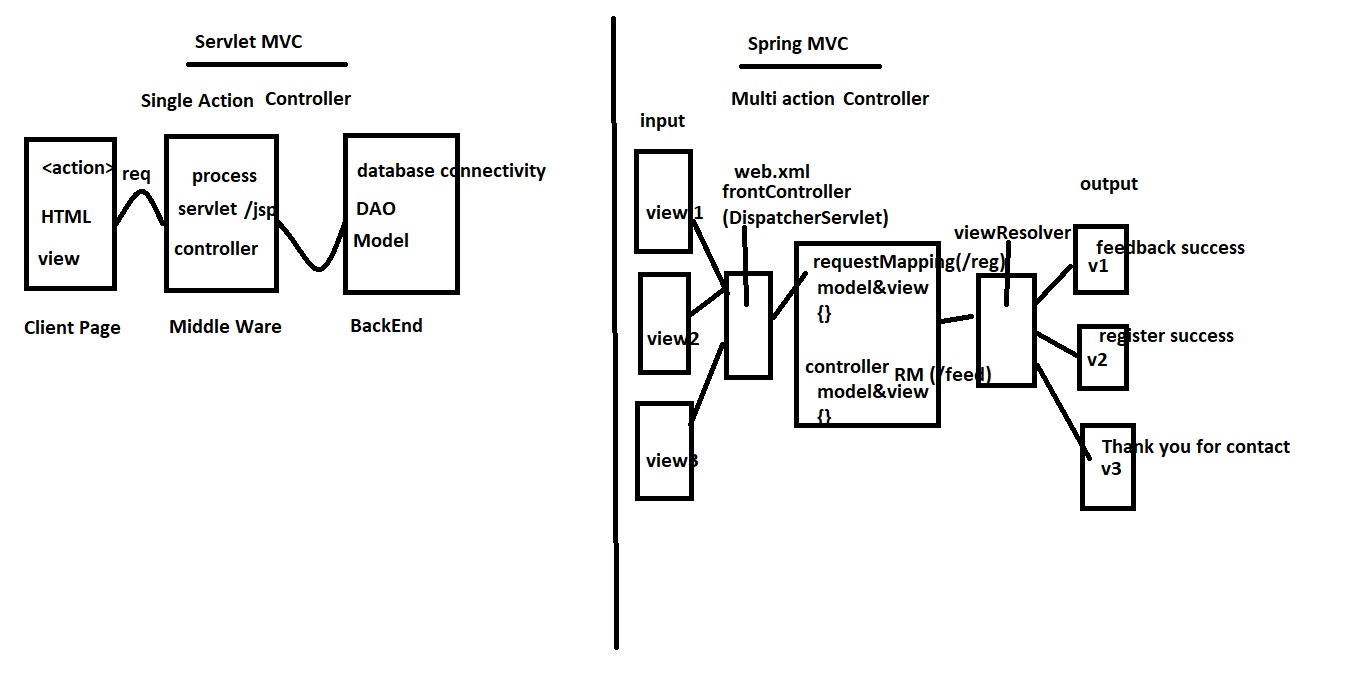 Servlet MVC
Single Action Controller
<action>
HTML
view
req
process
servlet /jsp
controller
database connectivity
DAO
Model
Client Page
Middle Ware
BackEnd
Spring MVC
Multi action Controller
input
view 1
view2
view3
web.xml
frontController
(DispatcherServlet)
requestMapping(/reg)
model&view
{}
controller RM (/feed)
model&view
{}
viewResolver
output
feedback success
v1
register success
v2
Thank you for contact
v3